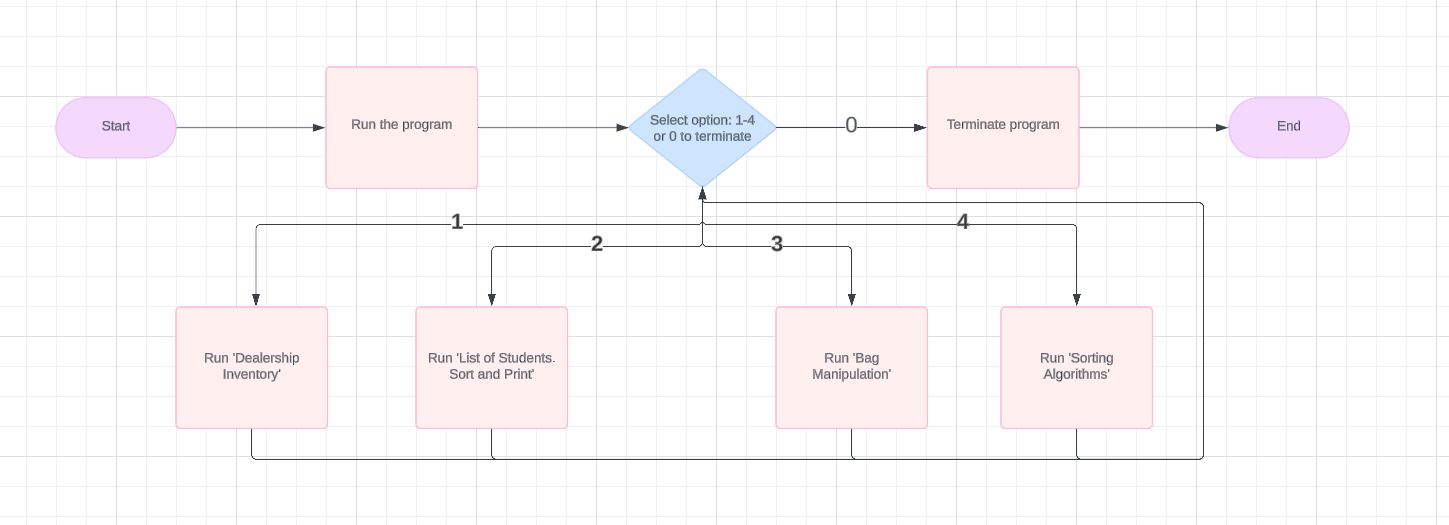 Start
Run the program
Select option: 1-4
or 0 to terminate
0
Terminate program
End
1
4
2
3
Run 'Dealership
Inventory'
Run 'List of Students.
Sort and Print'
Run 'Bag
Manipulation'
Run 'Sorting
Algorithms'